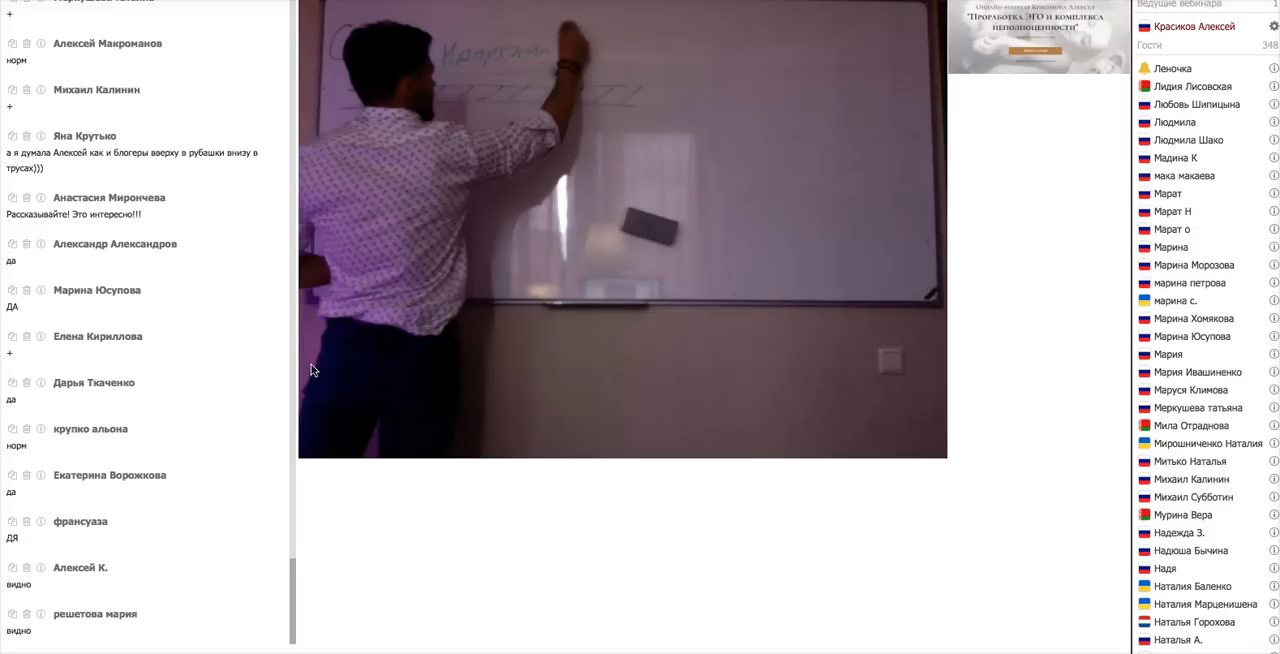 +
Алексей Макроманов
норм
Михаил Калинин
+
Яна Крутько
а я думала Алексей как и блогеры вверху в рубашки внизу в
трусах)))
Анастасия Мирончева
Рассказывайте! Это интересно!!!
Александр Александров
да
Марина Юсупова
ДА
Елена Кириллова
+
Дарья Ткаченко
да
крупко альона
норм
Екатерина Ворожкова
да
франсуаза
ДЯ
Алексей К.
видно
решетова мария
видно
Онлайн-вебинар Красикова Алексея
"Проработка ЭГО и комплекса
неполноценности"
Ведущие вебинара 1
Красиков Алексей
Гости 348
Леночка
Лидия Лисовская
Любовь Шипицына
Людмила
Людмила Шако
Мадина К
мака макаева
Марат
Марат Н
Марат о
Марина
Марина Морозова
марина петрова
марина с.
Марина Хомякова
Марина Юсупова
Мария
Мария Ивашиненко
Маруся Климова
Меркушева татьяна
Мила Отраднова
Мирошниченко Наталия
Митько Наталья
Михаил Калинин
Михаил Субботин
Мурина Вера
Надежда З.
Надюша Бычина
Надя
Наталия Баленко
Наталия Марценишена
Наталья Горохова
Наталья А.